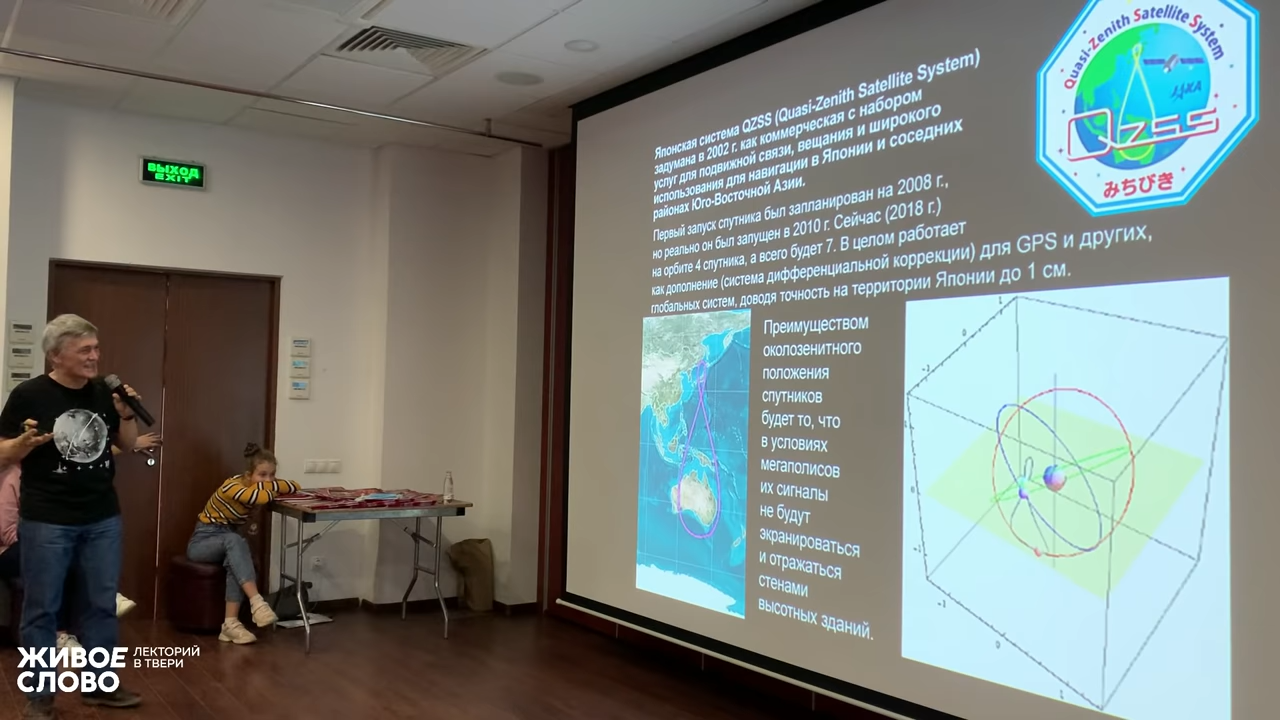 ВЫХОД
EXIT
Японская система QZSS (Quasi-Zenith Satellite System)
задумана в 2002 г. как коммерческая с набором
услуг для подвижной связи, вещания и широкого
использования для навигации в Японии и соседних
районах Юго-Восточной Азии.
Первый запуск спутника был запланирован на 2008 г.,
но реально он был запущен в 2010 г. Сейчас (2018 г.)
на орбите 4 спутника, а всего будет 7. В целом работает
как дополнение (система дифференциальной коррекции) для GPS и других,
глобальных систем, доводя точность на территории Японии до 1 см.
Quasi-Zenith Satellite System
JAXA
QZSS
みちびき
Преимуществом
околозенитного
положения
спутников
будет то, что
в условиях
мегаполисов
их сигналы
не будут
экранироваться
и отражаться
стенами
высотных зданий.
ЖИВОЕ
СЛОВО
ЛЕКТОРИЙ
В ТВЕРИ